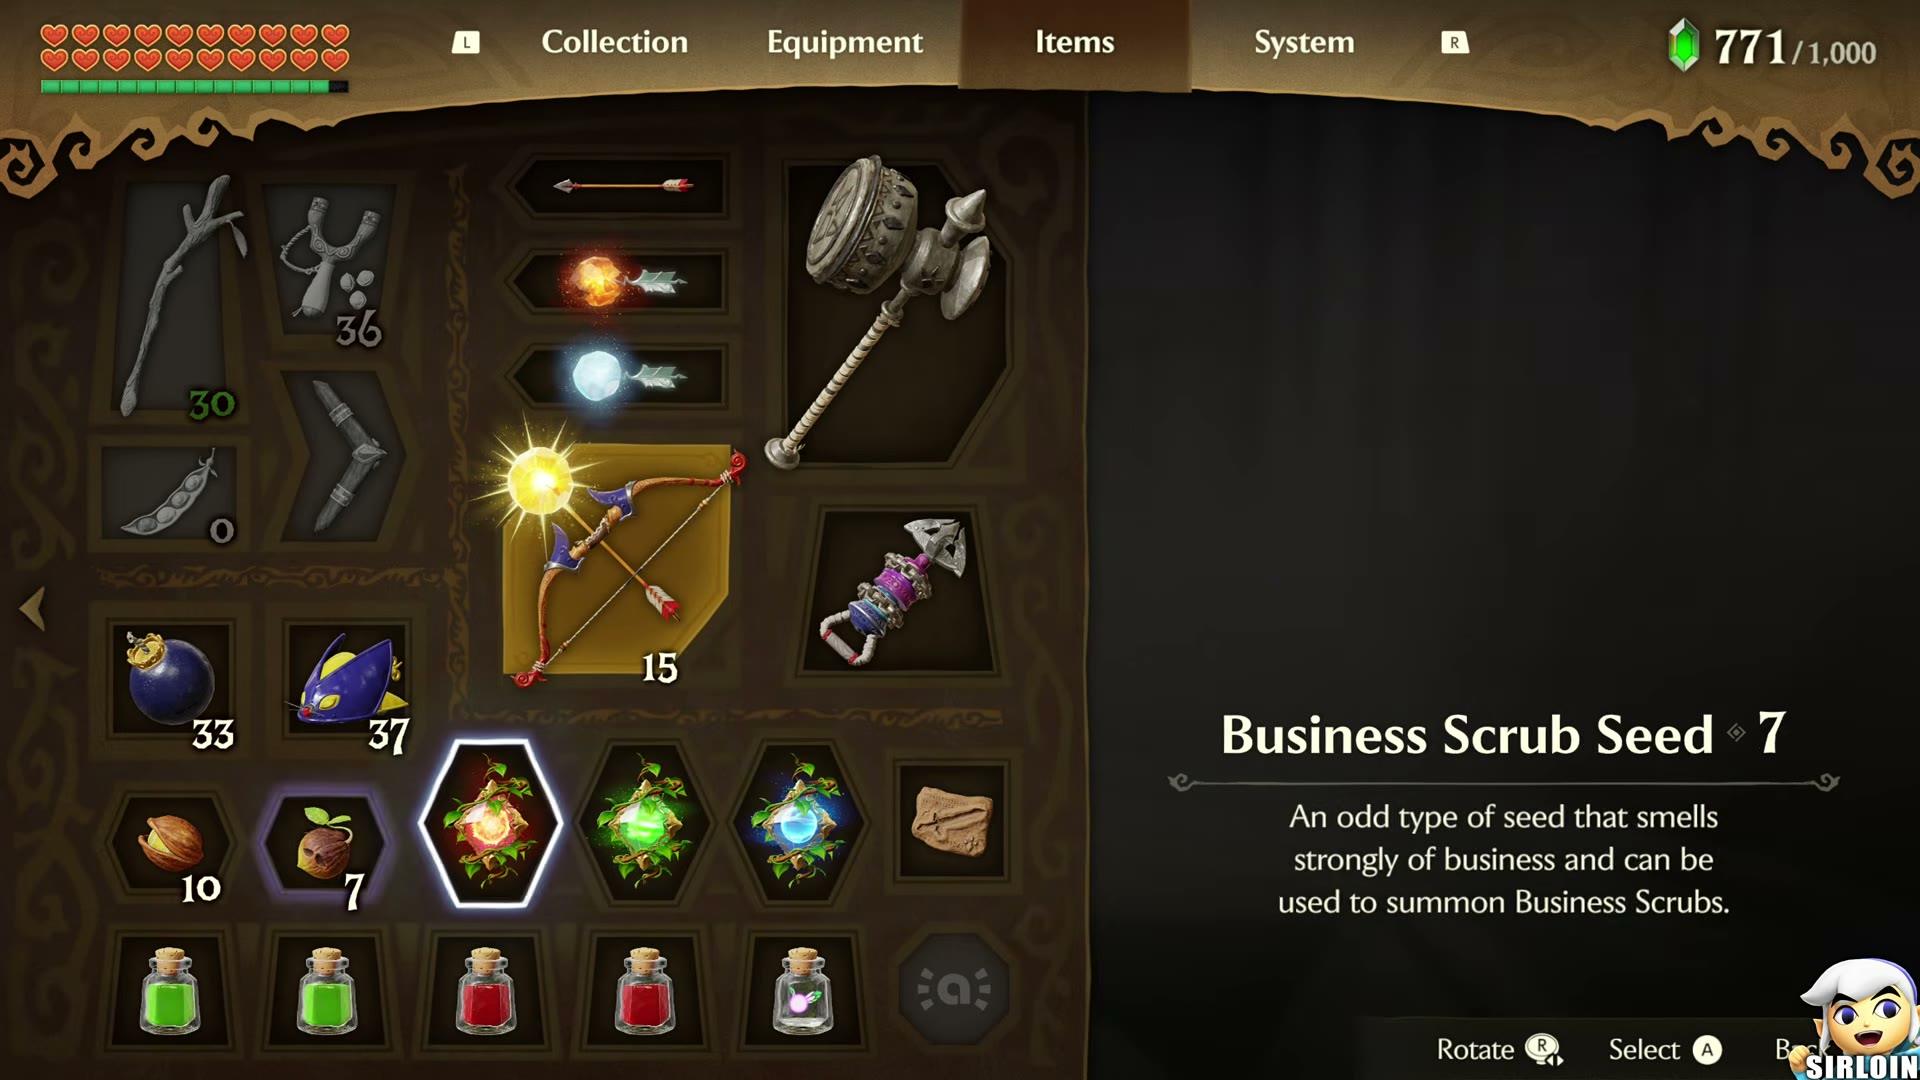 L
Collection
Equipment
Items
System
R
771/1,000
36
30
0
15
33
37
10
7
a
Business Scrub Seed 7
An odd type of seed that smells
strongly of business and can be
used to summon Business Scrubs.
Rotate R
Select A
SIRLOIN